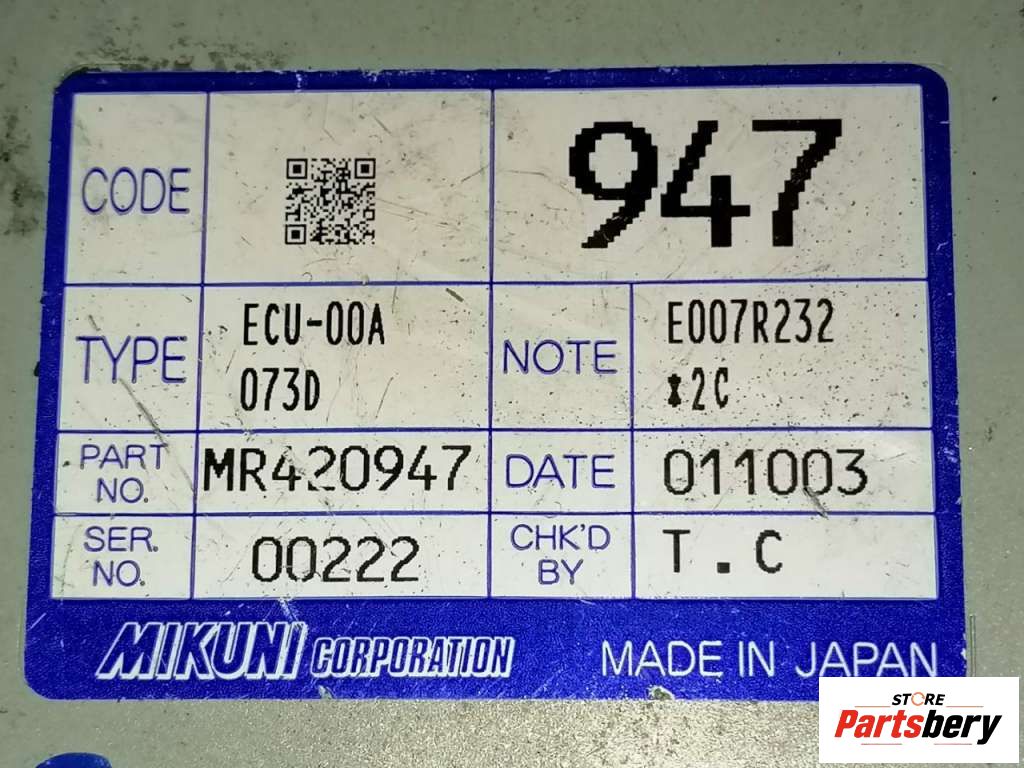 CODE
947
TYPE
ECU-00A
073D
NOTE
E007R232
*2C
PART
NO.
MR420947
DATE
011003
SER.
NO.
00222
CHK'D
BY
T.C
MIKUNI CORPORATION
MADE IN JAPAN
STORE
Partsbery